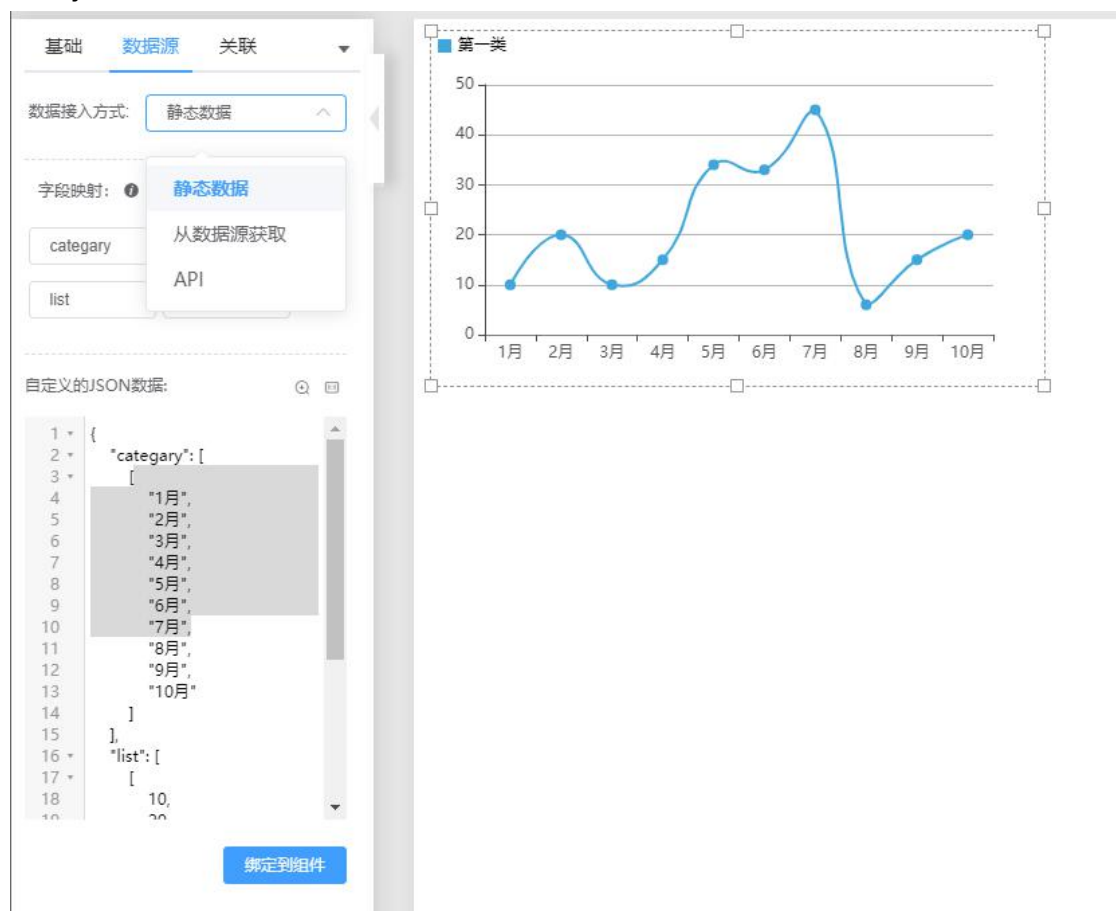 基础 数据源 关联
数据接入方式: 静态数据
静态数据
字段映射:
categary
从数据源获取
API
list
自定义的JSON数据:
1 {
2 "categary": [
3 [
4 "1月",
5 "2月",
6 "3月",
7 "4月",
8 "5月",
9 "6月",
10 "7月",
11 "8月",
12 "9月",
13 "10月"
14 ]
15 ],
16 "list": [
17 [
18 10,
绑定到组件
第一类
50
40
30
20
10
0
1月 2月 3月 4月 5月 6月 7月 8月 9月 10月